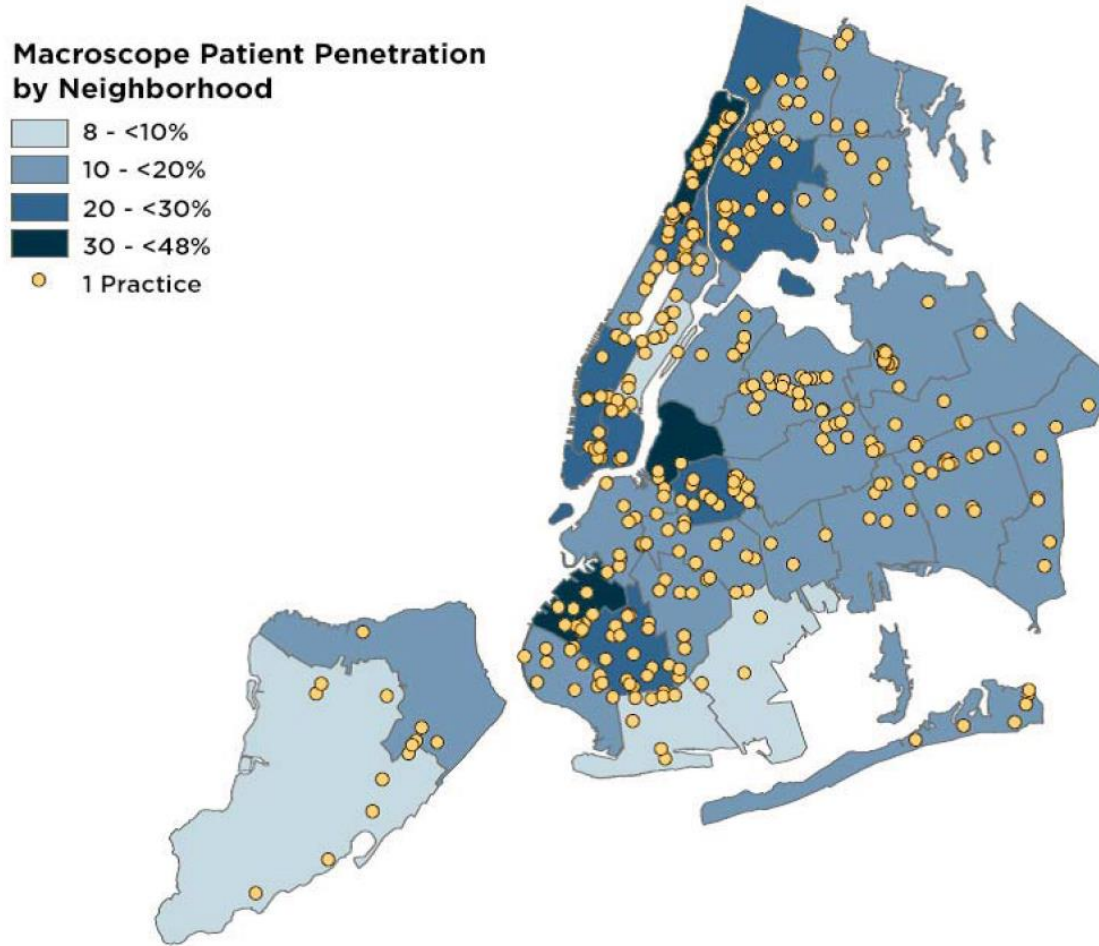 Macroscope Patient Penetration
by Neighborhood
8 - <10%
10 - <20%
20 - <30%
30 - <48%
1 Practice